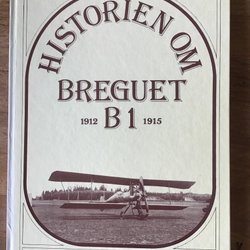 HISTORIEN OM
BREGUET
1912 B1 1915